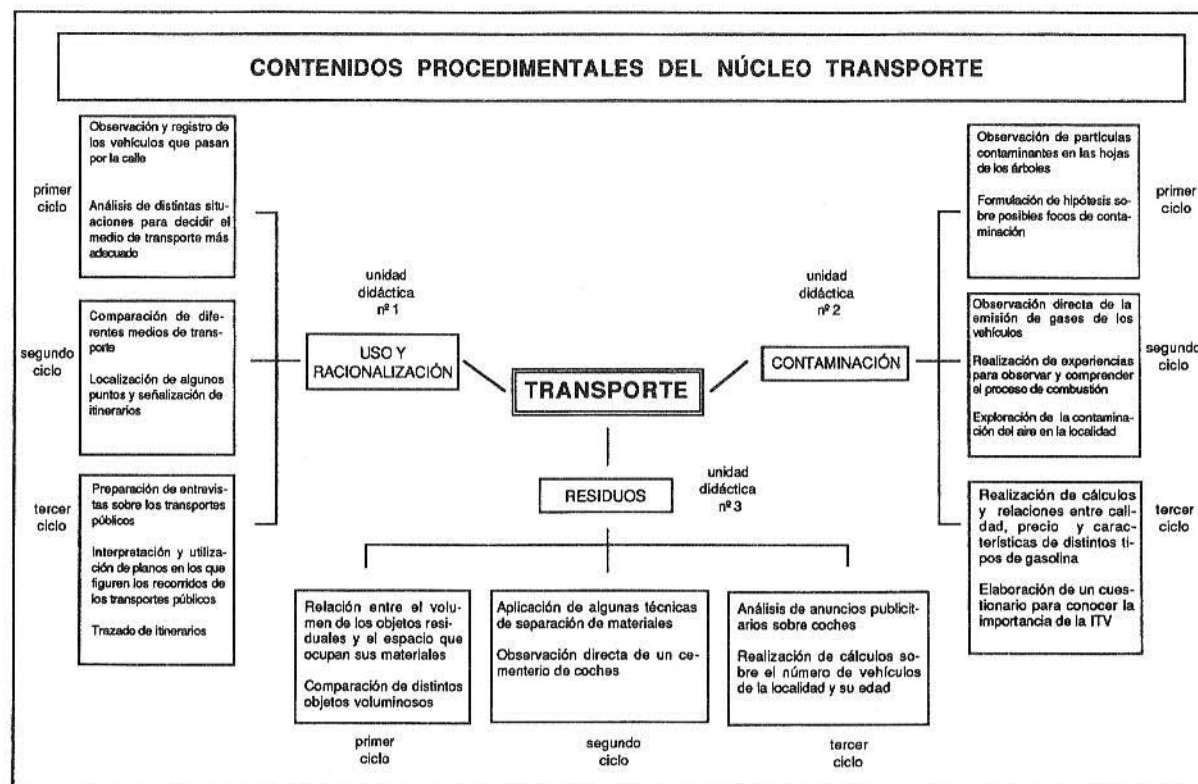 CONTENIDOS PROCEDIMENTALES DEL NÚCLEO TRANSPORTE
Observación y registro de
los vehículos que pasan
por la calle
Análisis de distintas situ-
aciones para decidir el
medio de transporte más
adecuado
primer
ciclo
Comparación de dife-
rentes medios de trans-
porte
Localización de algunos
puntos y señalización de
itinerarios
segundo
ciclo
Preparación de entrevis-
tas sobre los transportes
públicos
Interpretación y utiliza-
ción de planos en los que
figuren los recorridos de
los transportes públicos
Trazado de itinerarios
tercer
ciclo
unidad
didáctica
nº 1
USO Y
RACIONALIZACIÓN
TRANSPORTE
unidad
didáctica
nº 2
CONTAMINACIÓN
Observación de partículas
contaminantes en las hojas
de los árboles
Formulación de hipótesis so-
bre posibles focos de conta-
minación
primer
ciclo
Observación directa de la
emisión de gases de los
vehículos
Realización de experiencias
para observar y comprender
el proceso de combustión
Exploración de la contamina-
ción del aire en la localidad
segundo
ciclo
Realización de cálculos
y relaciones entre cali-
dad, precio y carac-
terísticas de distintos ti-
pos de gasolina
Elaboración de un cues-
tionario para conocer la
importancia de la ITV
tercer
ciclo
RESIDUOS
unidad
didáctica
nº 3
Relación entre el volu-
men de los objetos resi-
duales y el espacio que
ocupan sus materiales
Comparación de distintos
objetos voluminosos
primer
ciclo
Aplicación de algunas técnicas
de separación de materiales
Observación directa de un ce-
menterio de coches
segundo
ciclo
Análisis de anuncios publici-
tarios sobre coches
Realización de cálculos so-
bre el número de vehículos
de la localidad y su edad
tercer
ciclo